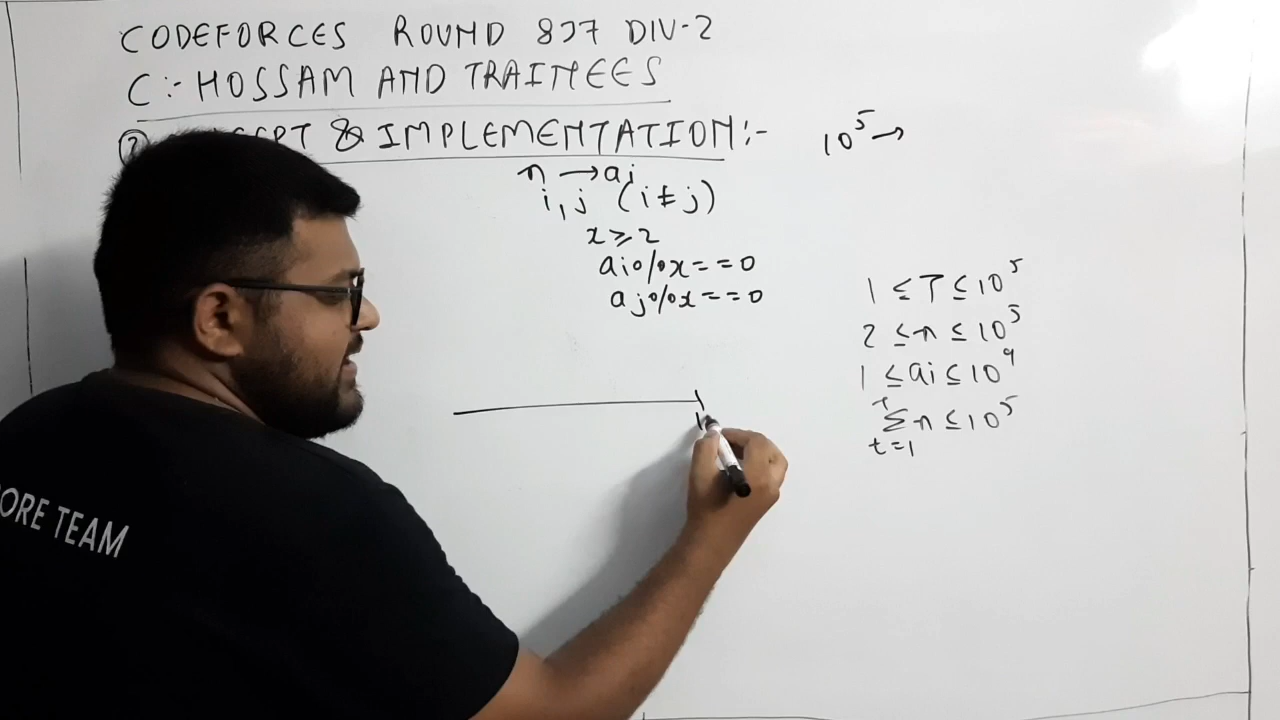 CODEFORCES ROUND 837 DIV-2
C:- HOSSAM AND TRAINEES
& IMPLEMENTATION:-
10^5 →
n → ai
i, j (i ≠ j)
x ≥ 2
ai%x==0
aj%x==0
1 ≤ T ≤ 10^5
2 ≤ n ≤ 10^5
1 ≤ ai ≤ 10^9
T
Σn ≤ 10^5
t=1
ORE TEAM